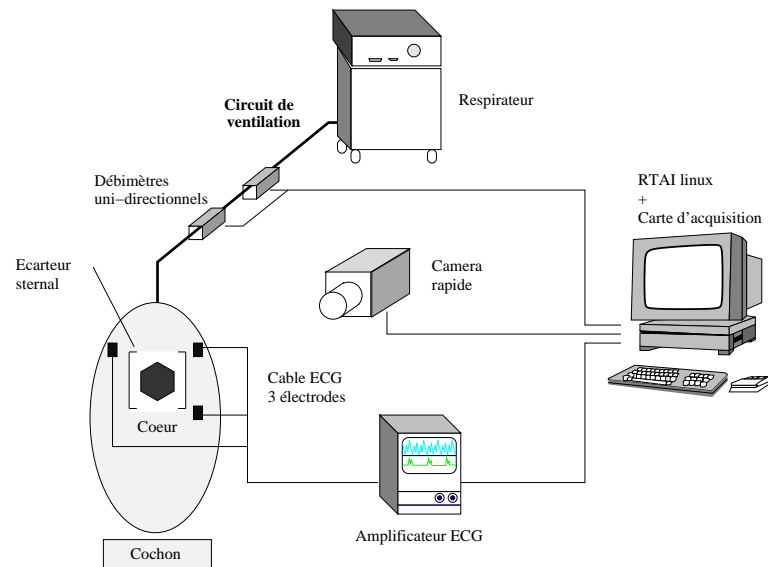 Respirateur
Circuit de
ventilation
Débimètres
uni−directionnels
RTAI linux
+
Carte d'acquisition
Ecarteur
sternal
Camera
rapide
Cable ECG
3 électrodes
Coeur
Amplificateur ECG
Cochon